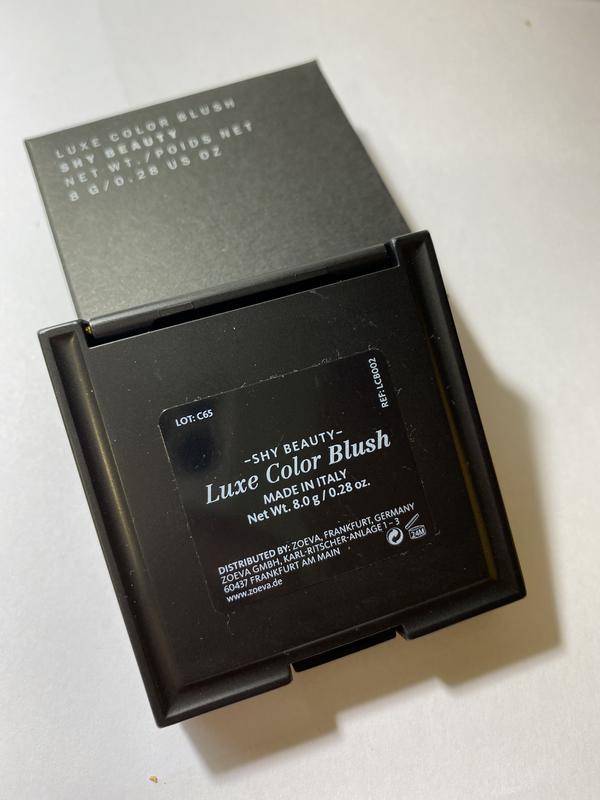 LUXE COLOR BLUSH
SHY BEAUTY
NET WT./POIDS NET
8 G/0.28 US OZ
LOT: C65
REF: LCB002
-SHY BEAUTY-
Luxe Color Blush
MADE IN ITALY
Net Wt. 8.0 g / 0.28 oz.
DISTRIBUTED BY: ZOEVA, FRANKFURT, GERMANY
ZOEVA GMBH, KARL-RITSCHER-ANLAGE 1-3
60437 FRANKFURT AM MAIN
www.zoeva.de
24M